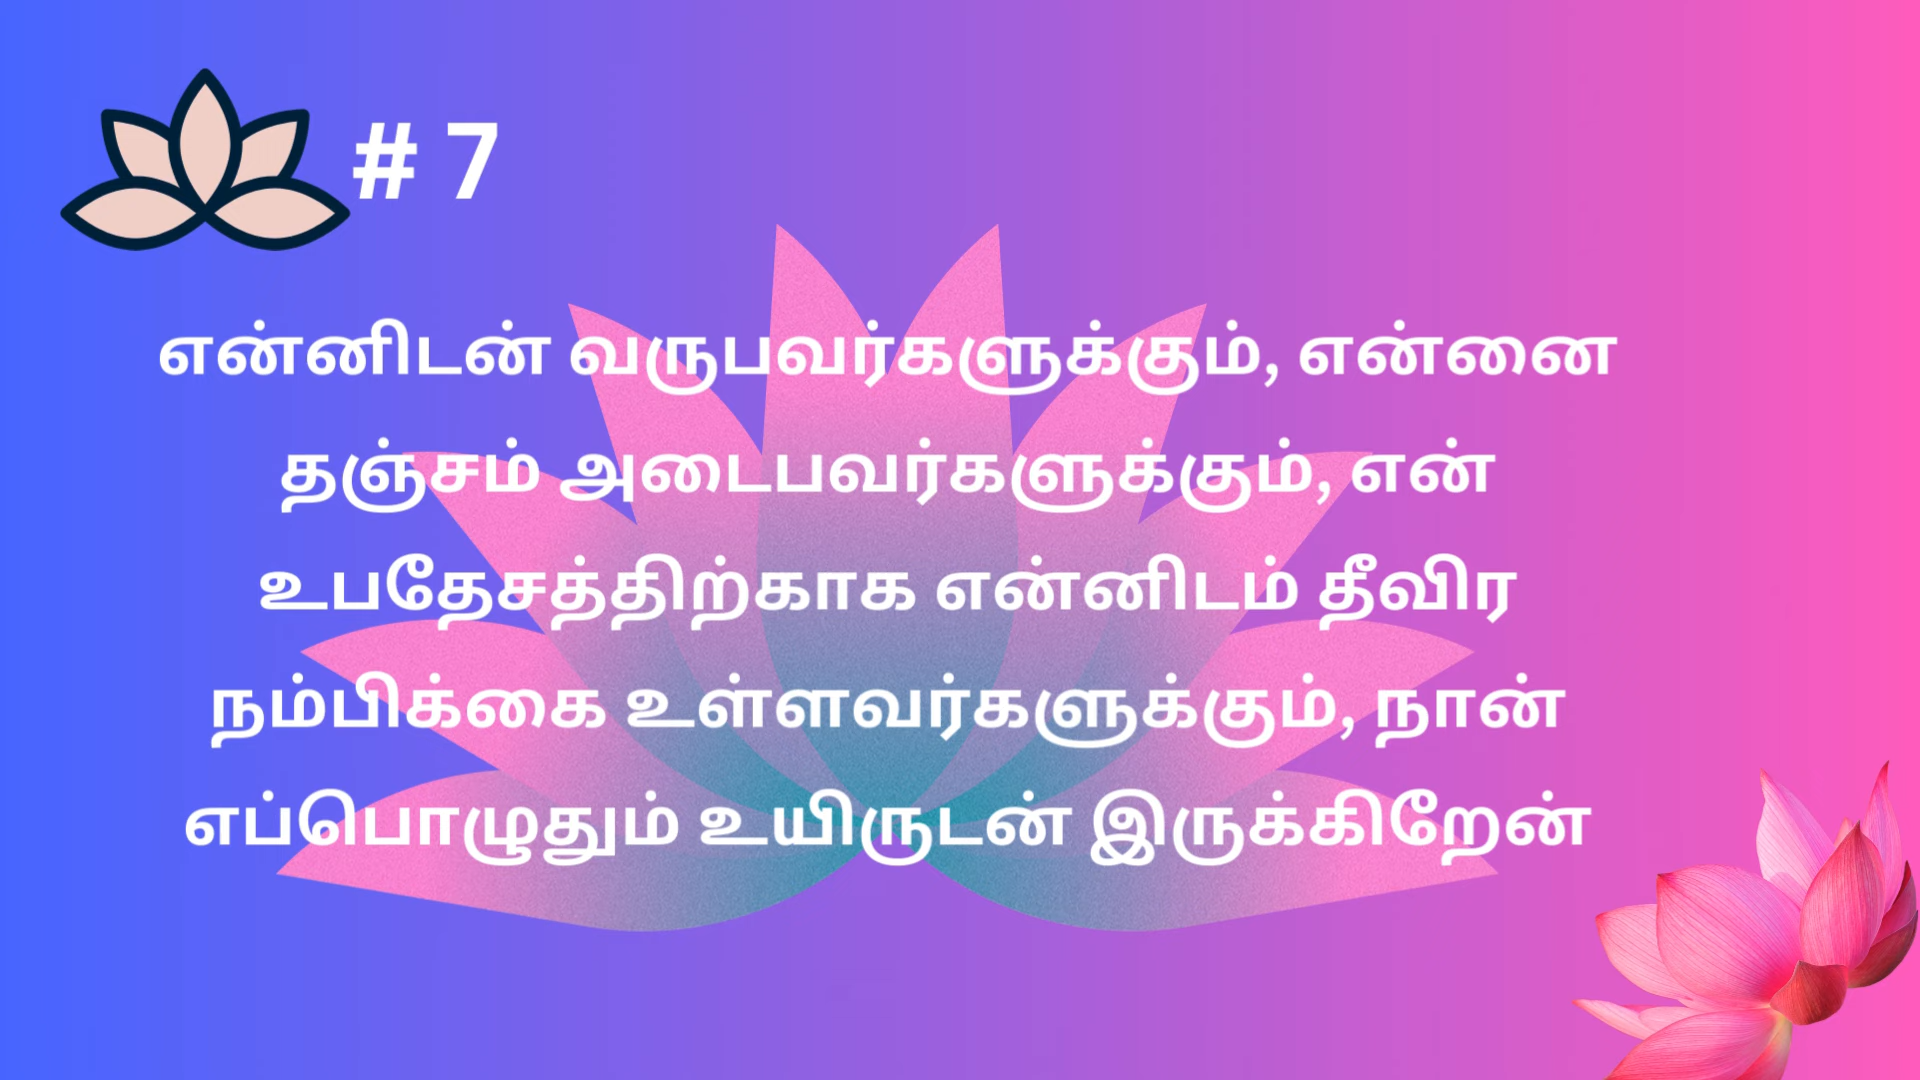 # 7
என்னிடன் வருபவர்களுக்கும், என்னை
தஞ்சம் அடைபவர்களுக்கும், என்
உபதேசத்திற்காக என்னிடம் தீவிர
நம்பிக்கை உள்ளவர்களுக்கும், நான்
எப்பொழுதும் உயிருடன் இருக்கிறேன்